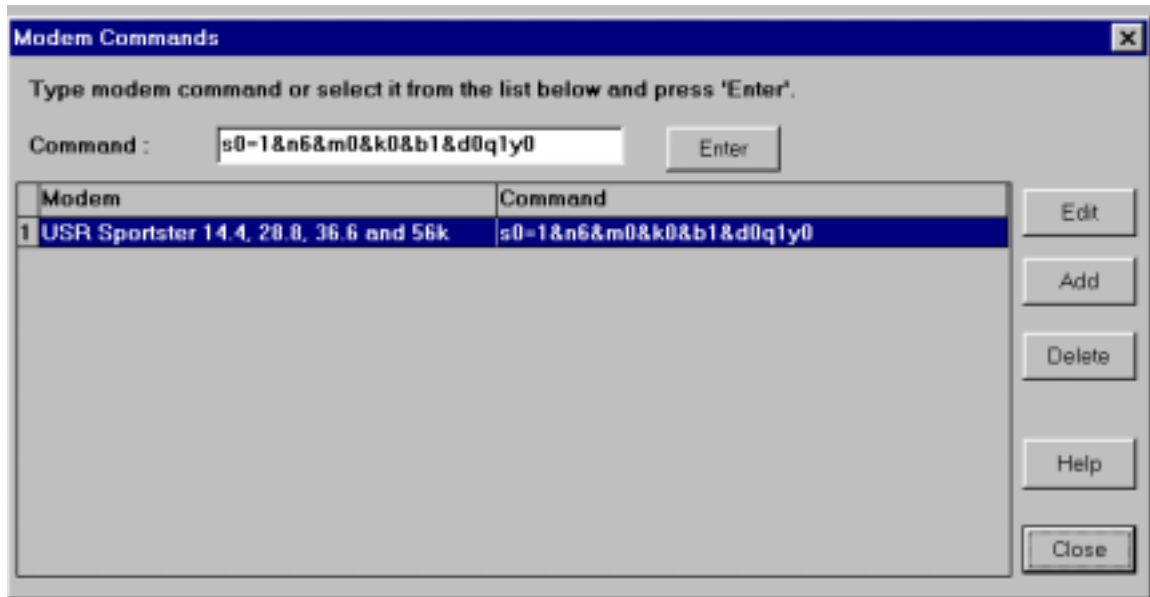 Modem Commands
Type modem command or select it from the list below and press 'Enter'.
Command : s0=1&n6&m0&k0&b1&d0q1y0 Enter
Modem Command
1 USR Sportster 14.4, 28.8, 36.6 and 56k s0=1&n6&m0&k0&b1&d0q1y0
Edit
Add
Delete
Help
Close